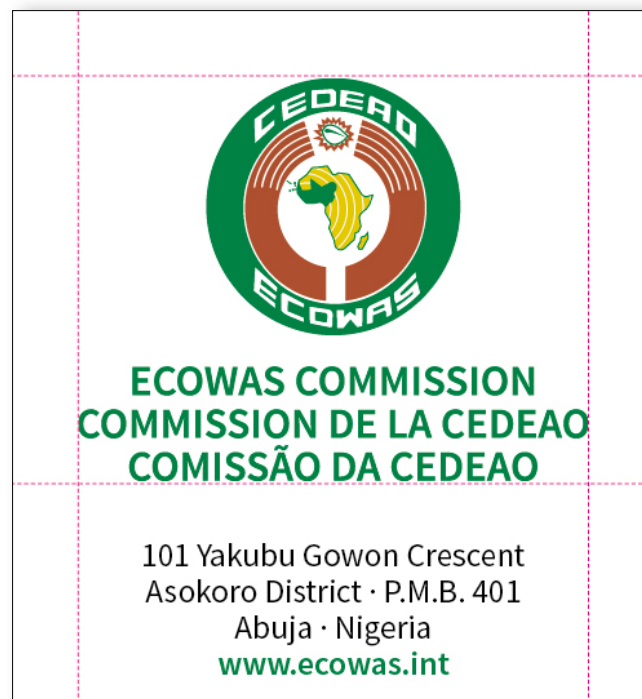 CEDEAO
ECOWAS
ECOWAS COMMISSION
COMMISSION DE LA CEDEAO
COMISSÃO DA CEDEAO
101 Yakubu Gowon Crescent
Asokoro District · P.M.B. 401
Abuja · Nigeria
www.ecowas.int